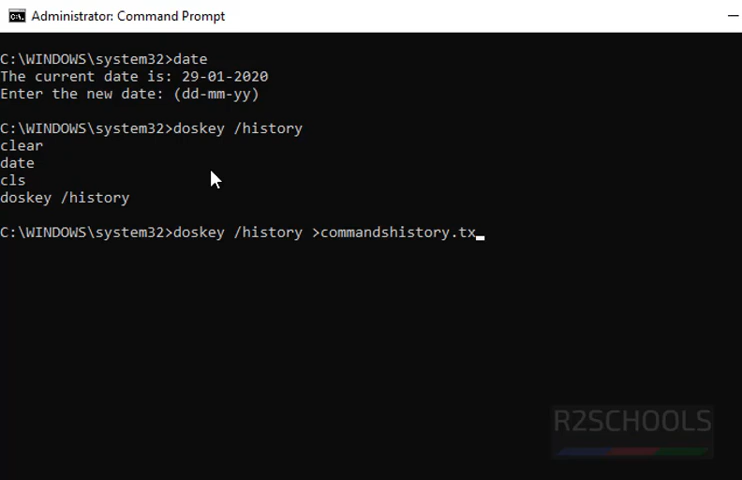 Administrator: Command Prompt
C:\WINDOWS\system32>date
The current date is: 29-01-2020
Enter the new date: (dd-mm-yy)
C:\WINDOWS\system32>doskey /history
clear
date
cls
doskey /history
C:\WINDOWS\system32>doskey /history >commandshistory.tx
R2SCHOOLS